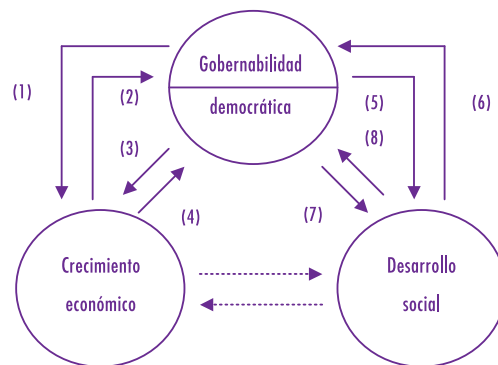 Gobernabilidad
democrática
(1)
(2)
(3)
(4)
(5)
(6)
(8)
(7)
Crecimiento
económico
Desarrollo
social